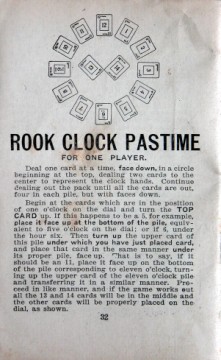 ROOK CLOCK PASTIME
FOR ONE PLAYER.
Deal one card at a time, face down, in a circle
beginning at the top, dealing two cards to the
center to represent the clock hands. Continue
dealing out the pack until all the cards are out,
four in each pile, but with faces down.
Begin at the cards which are in the position
of one o'clock on the dial and turn the TOP
CARD up. If this happens to be a 5, for example,
place it face up at the bottom of the pile, equiv-
alent to five o'clock on the dial; or if 6, under
the hour six. Then turn up the upper card of
this pile under which you have just placed card,
and place that card in the same manner under
its proper pile, face up. That is to say, if it
should be an 11, place it face up on the bottom
of the pile corresponding to eleven o'clock, turn-
ing up the upper card of the eleven o'clock pile
and transferring it in a similar manner. Pro-
ceed in like manner, and if the game works out
all the 13 and 14 cards will be in the middle and
the other cards will be properly placed on the
dial, as shown.
32